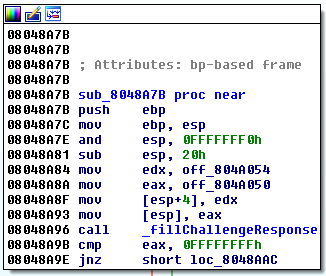 08048A7B
08048A7B
08048A7B ; Attributes: bp-based frame
08048A7B
08048A7B sub_8048A7B proc near
08048A7B push ebp
08048A7C mov ebp, esp
08048A7E and esp, 0FFFFFFF0h
08048A81 sub esp, 20h
08048A84 mov edx, off_804A054
08048A8A mov eax, off_804A050
08048A8F mov [esp+4], edx
08048A93 mov [esp], eax
08048A96 call _fillChallengeResponse
08048A9B cmp eax, 0FFFFFFFFh
08048A9E jnz short loc_8048AAC